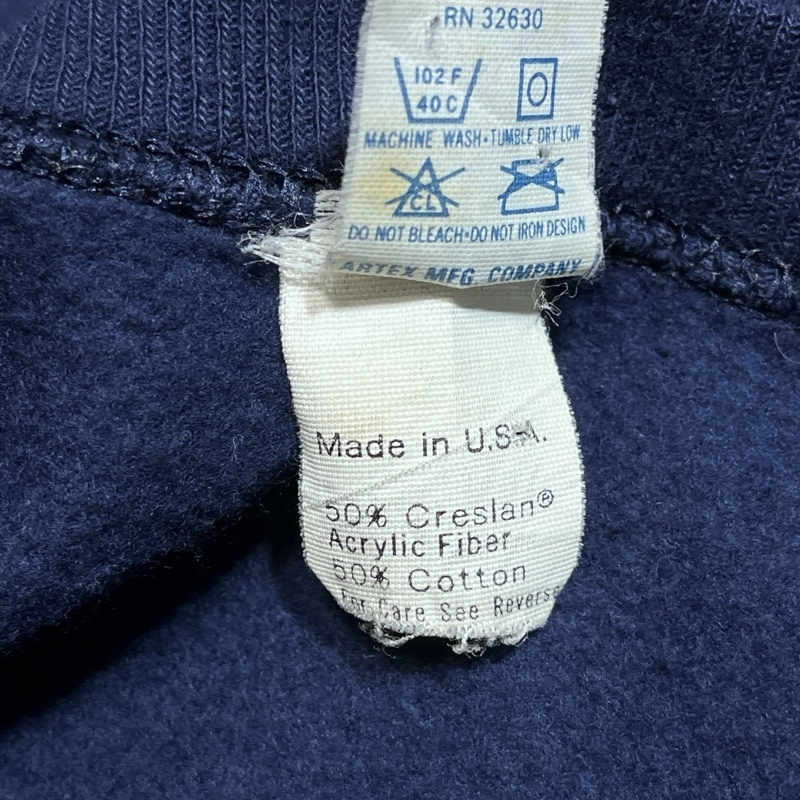 RN 32630
102 F
40 C
MACHINE WASH·TUMBLE DRY LOW
CL
DO NOT BLEACH·DO NOT IRON DESIGN
ARTEX MFG. COMPANY
Made in U.S.A.
50% Creslan®
Acrylic Fiber
50% Cotton
For Care See Reverse